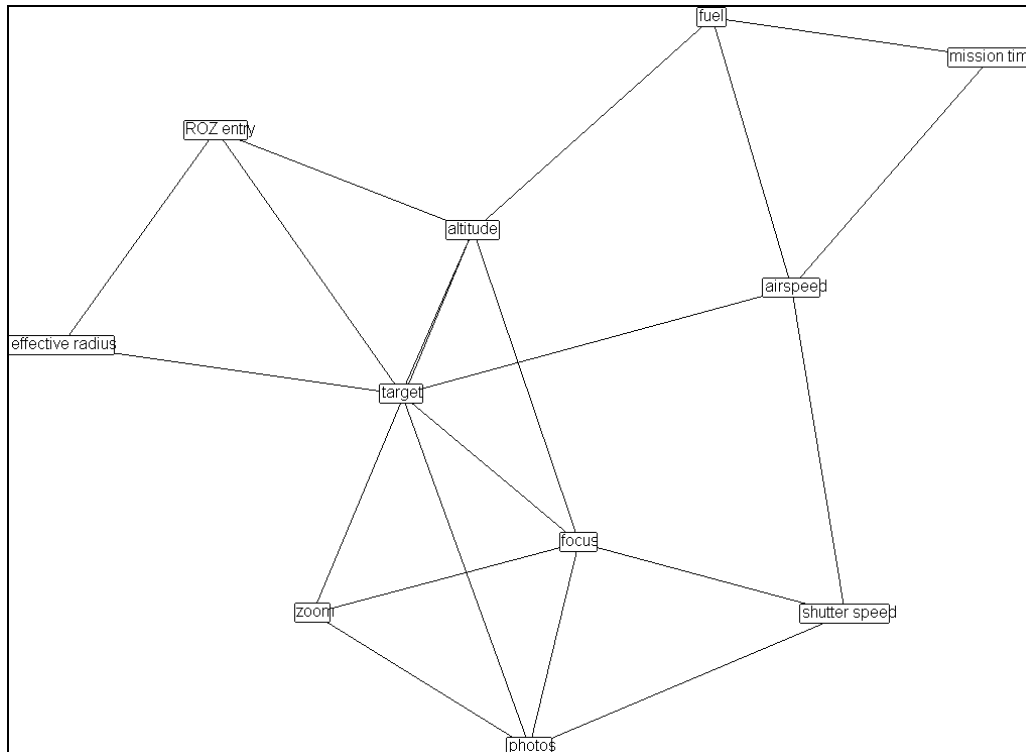 fuel
mission tim
ROZ entry
altitude
airspeed
effective radius
target
focus
zoom
shutter speed
photos